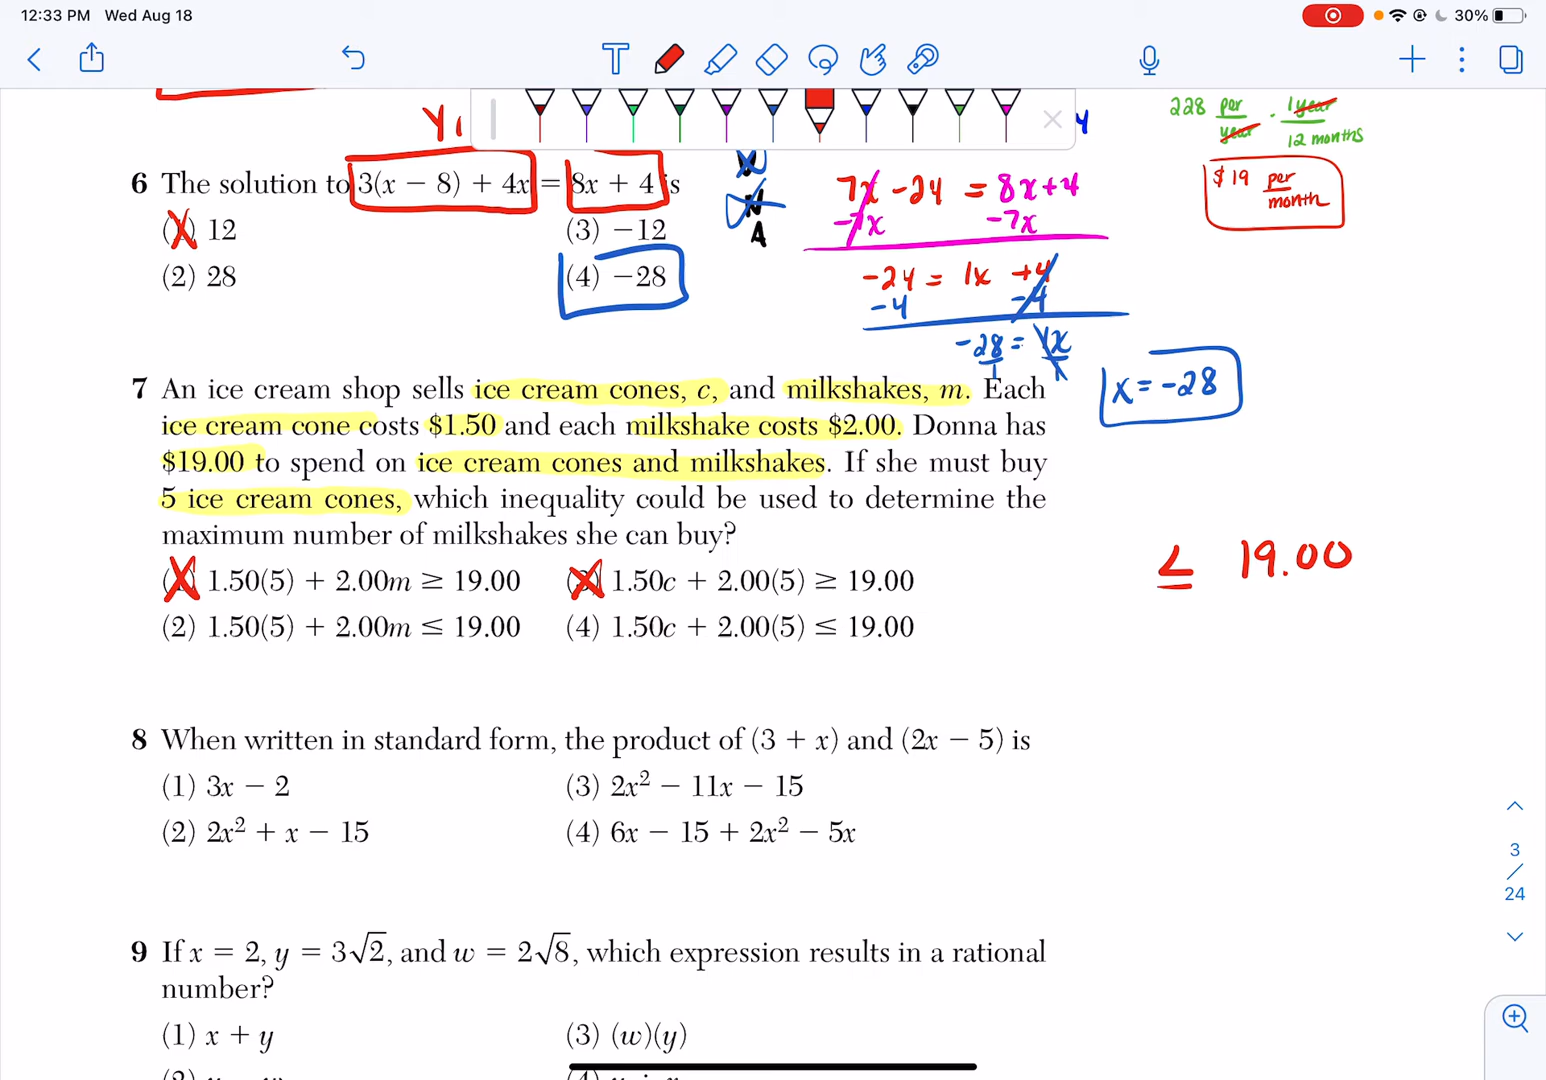 12:33 PM Wed Aug 18
30%
228 per year · 1 year 12 months
$19 per month
6 The solution to 3(x − 8) + 4x = 8x + 4 is
(1) 12
(3) −12
(2) 28
(4) −28
7x − 24 = 8x + 4
−7x −7x
−24 = 1x + 4
−4 −4
−28 = 1x
1 1
x = −28
7 An ice cream shop sells ice cream cones, c, and milkshakes, m. Each
ice cream cone costs $1.50 and each milkshake costs $2.00. Donna has
$19.00 to spend on ice cream cones and milkshakes. If she must buy
5 ice cream cones, which inequality could be used to determine the
maximum number of milkshakes she can buy?
1.50(5) + 2.00m ≥ 19.00
1.50c + 2.00(5) ≥ 19.00
(2) 1.50(5) + 2.00m ≤ 19.00
(4) 1.50c + 2.00(5) ≤ 19.00
≤ 19.00
8 When written in standard form, the product of (3 + x) and (2x − 5) is
(1) 3x − 2
(3) 2x² − 11x − 15
(2) 2x² + x − 15
(4) 6x − 15 + 2x² − 5x
3
/
24
9 If x = 2, y = 3√2, and w = 2√8, which expression results in a rational
number?
(1) x + y
(3) (w)(y)